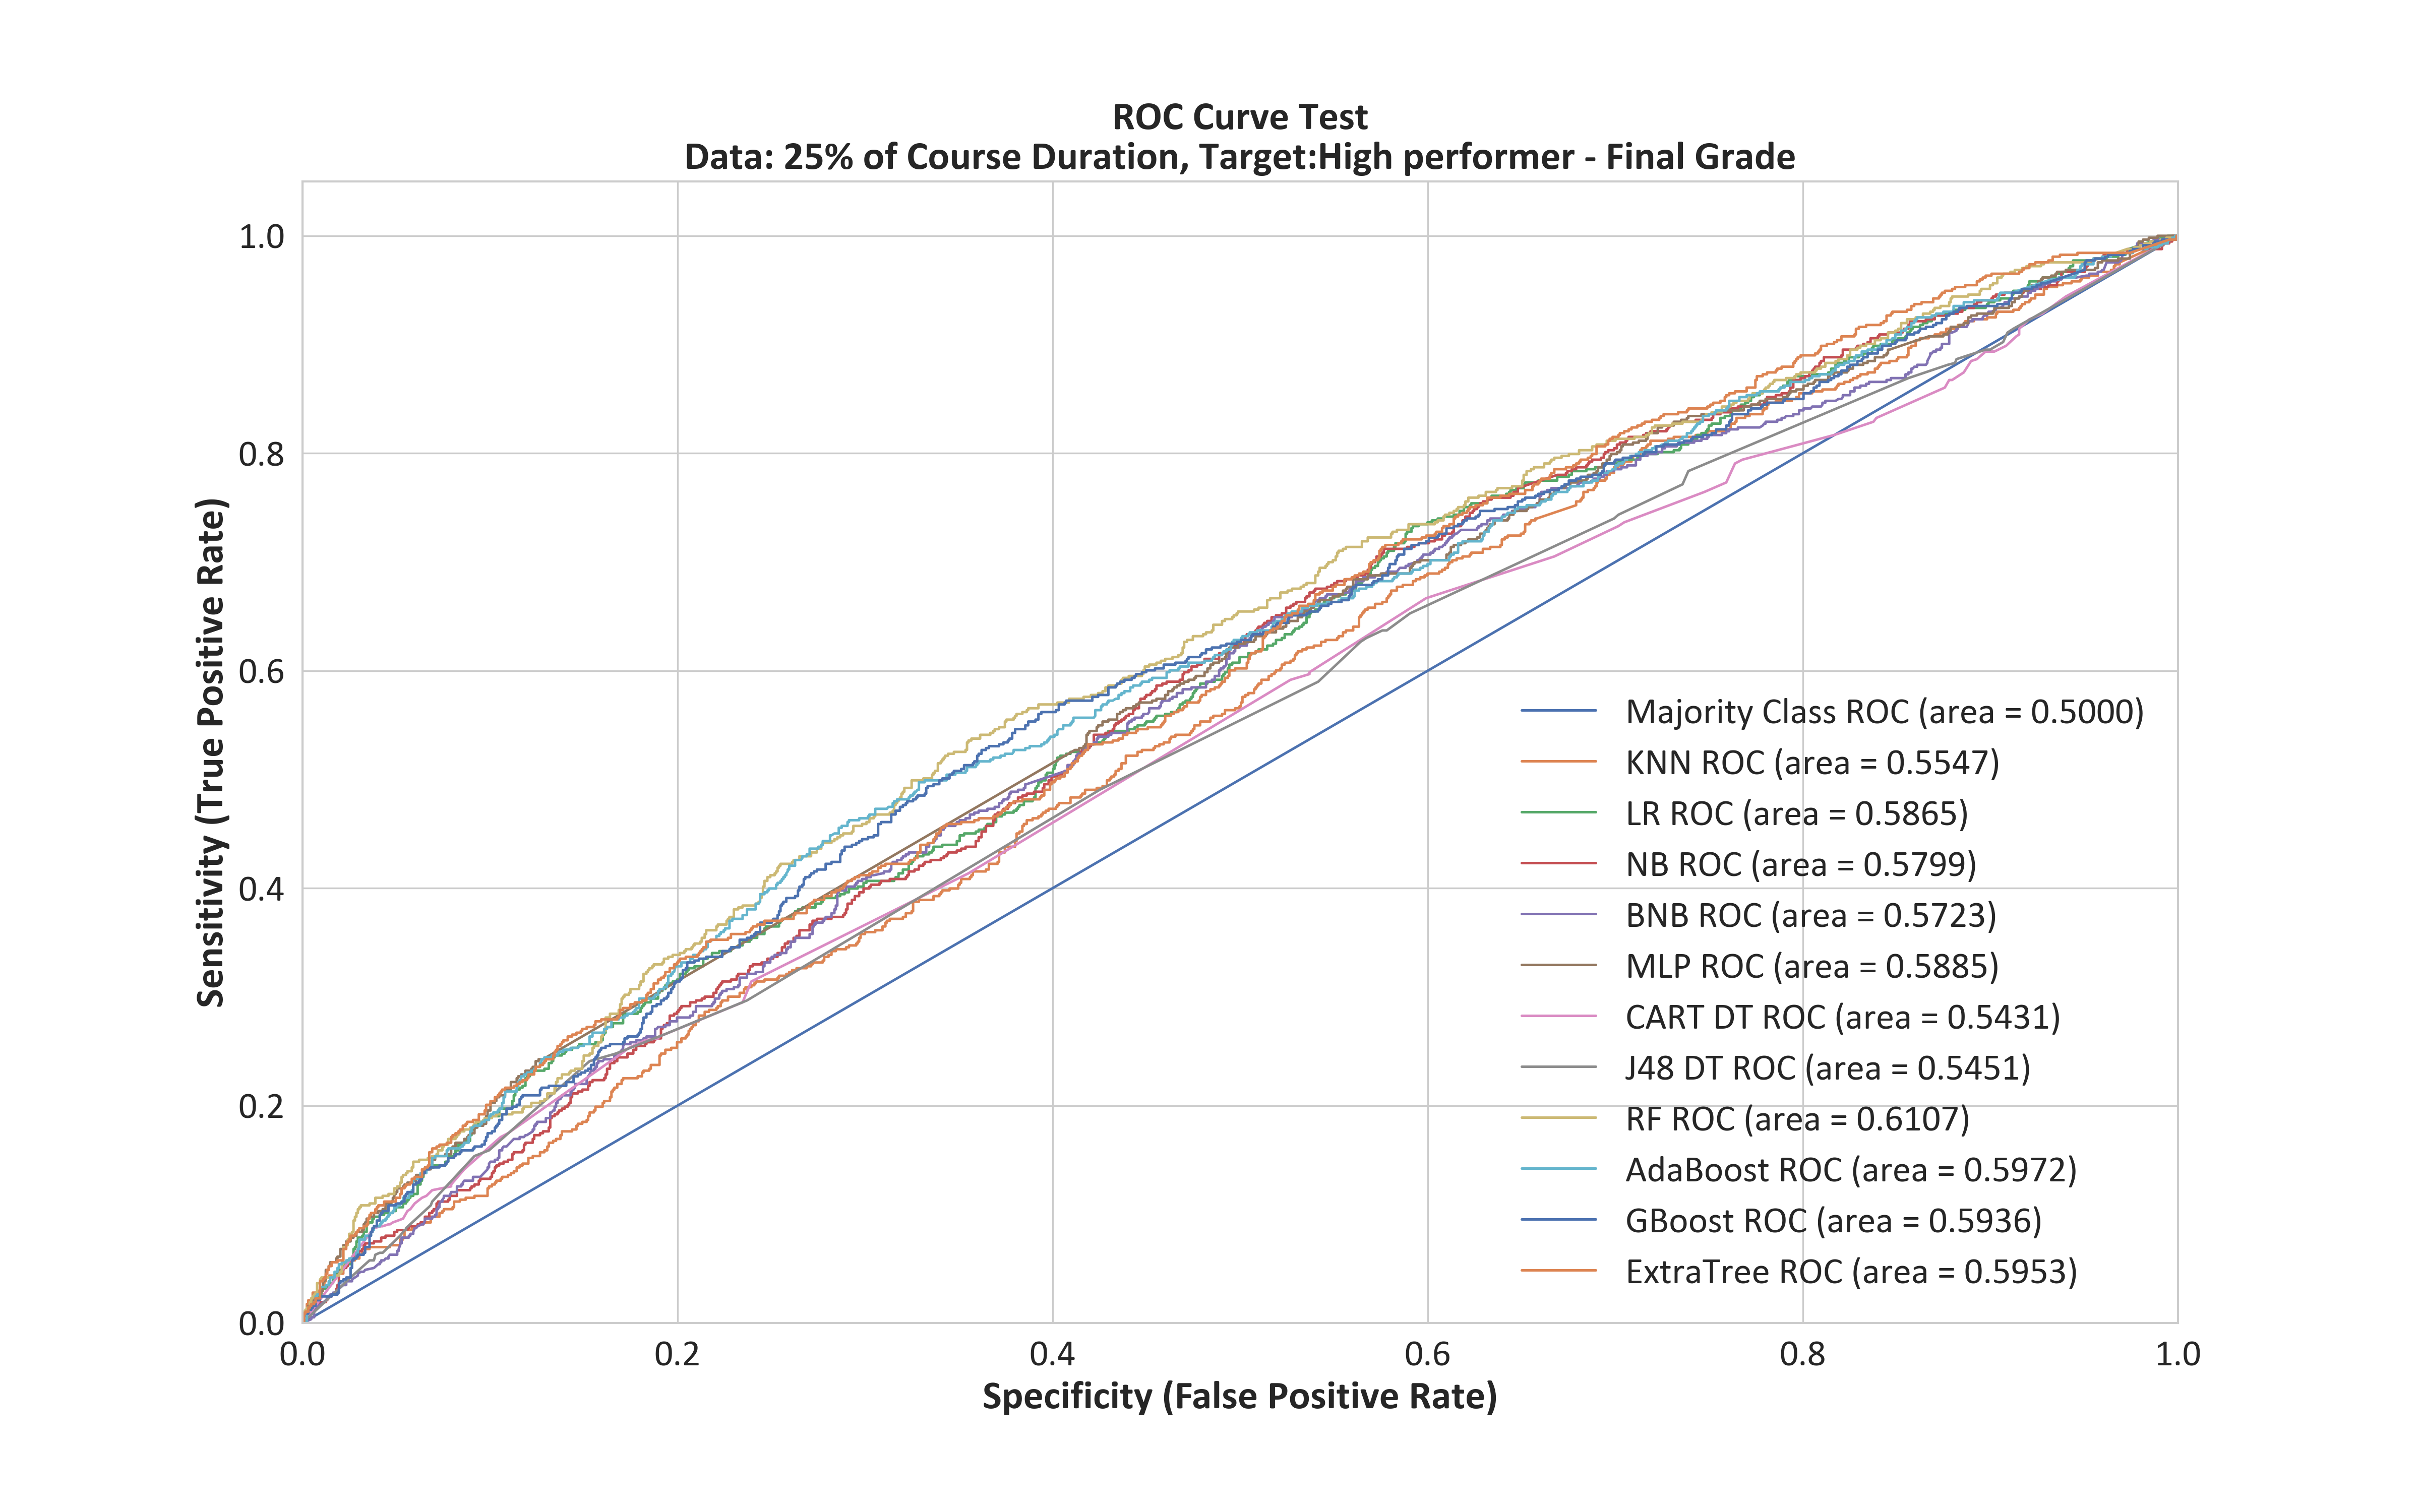 ROC Curve Test
Data: 25% of Course Duration, Target:High performer - Final Grade
Sensitivity (True Positive Rate)
1.0
0.8
0.6
0.4
0.2
0.0
Majority Class ROC (area = 0.5000)
KNN ROC (area = 0.5547)
LR ROC (area = 0.5865)
NB ROC (area = 0.5799)
BNB ROC (area = 0.5723)
MLP ROC (area = 0.5885)
CART DT ROC (area = 0.5431)
J48 DT ROC (area = 0.5451)
RF ROC (area = 0.6107)
AdaBoost ROC (area = 0.5972)
GBoost ROC (area = 0.5936)
ExtraTree ROC (area = 0.5953)
0.0 0.2 0.4 0.6 0.8 1.0
Specificity (False Positive Rate)